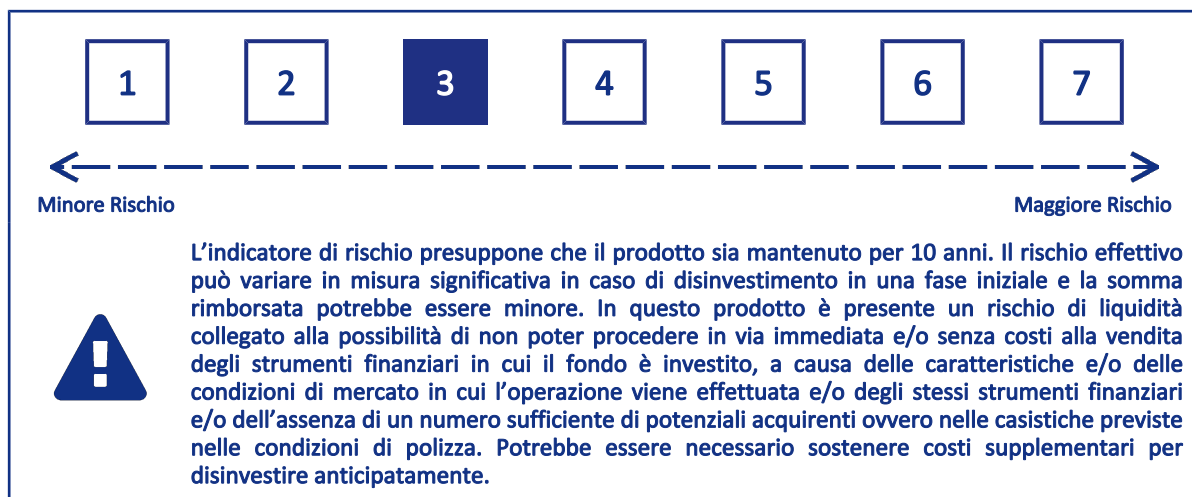 1 2 3 4 5 6 7
Minore Rischio Maggiore Rischio
L'indicatore di rischio presuppone che il prodotto sia mantenuto per 10 anni. Il rischio effettivo
può variare in misura significativa in caso di disinvestimento in una fase iniziale e la somma
rimborsata potrebbe essere minore. In questo prodotto è presente un rischio di liquidità
collegato alla possibilità di non poter procedere in via immediata e/o senza costi alla vendita
degli strumenti finanziari in cui il fondo è investito, a causa delle caratteristiche e/o delle
condizioni di mercato in cui l'operazione viene effettuata e/o degli stessi strumenti finanziari
e/o dell'assenza di un numero sufficiente di potenziali acquirenti ovvero nelle casistiche previste
nelle condizioni di polizza. Potrebbe essere necessario sostenere costi supplementari per
disinvestire anticipatamente.